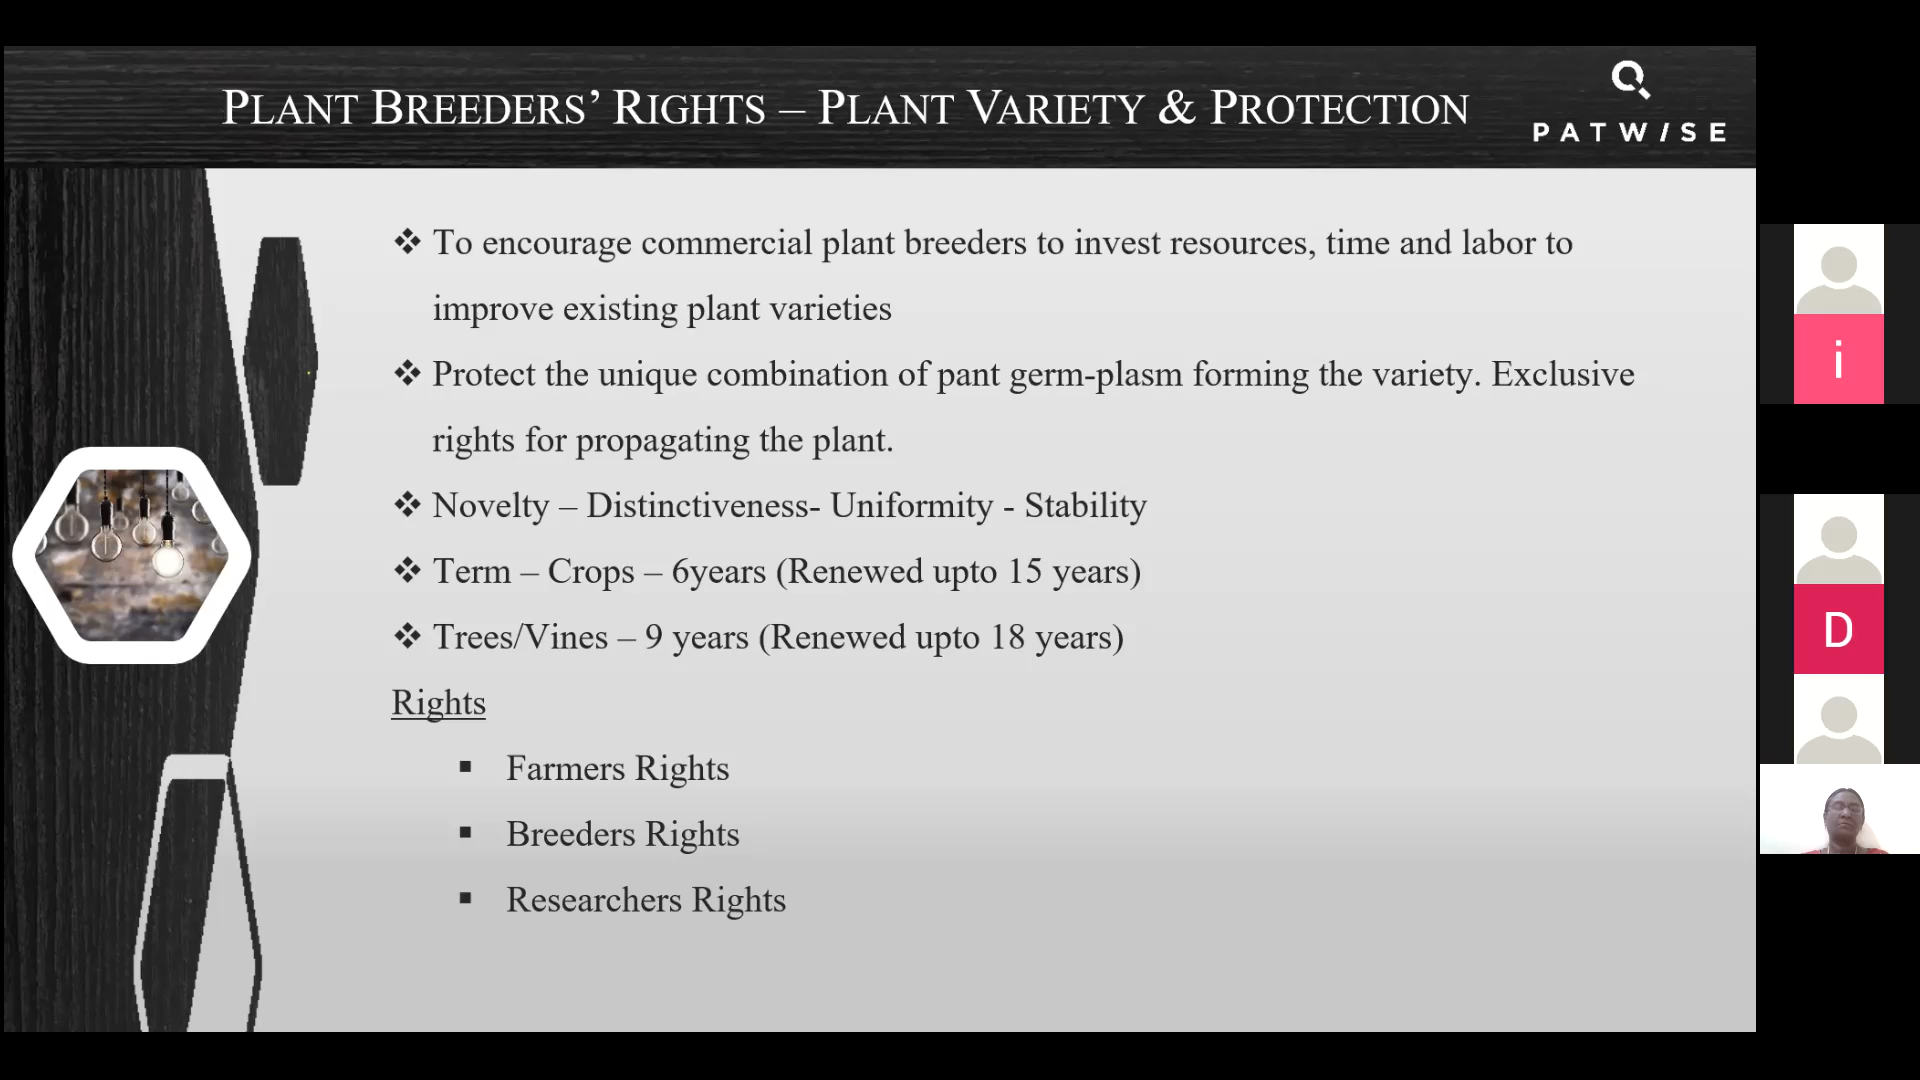 PLANT BREEDERS’ RIGHTS – PLANT VARIETY & PROTECTION
PATWISE
❖ To encourage commercial plant breeders to invest resources, time and labor to
improve existing plant varieties
❖ Protect the unique combination of pant germ-plasm forming the variety. Exclusive
rights for propagating the plant.
❖ Novelty – Distinctiveness- Uniformity - Stability
❖ Term – Crops – 6years (Renewed upto 15 years)
❖ Trees/Vines – 9 years (Renewed upto 18 years)
Rights
▪ Farmers Rights
▪ Breeders Rights
▪ Researchers Rights
i
D